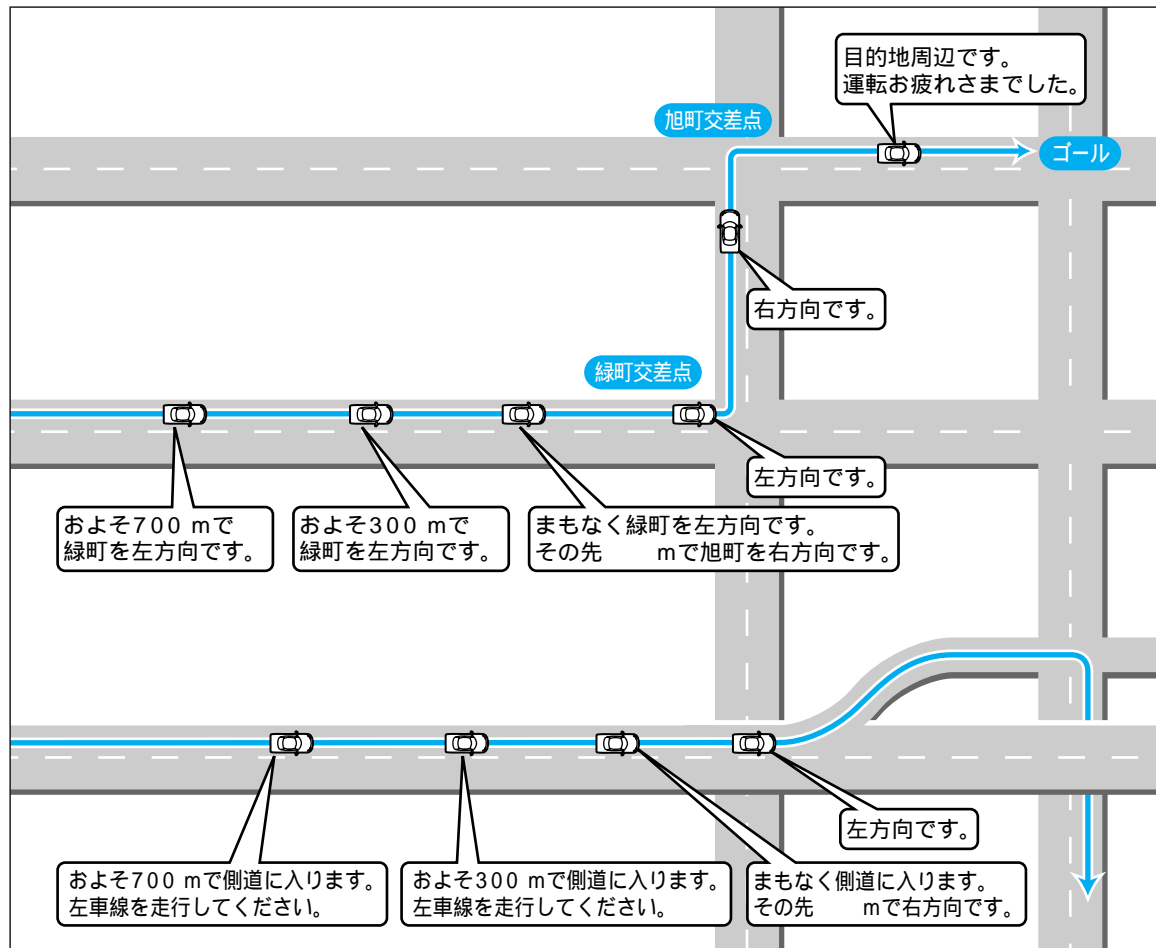 目的地周辺です。
運転お疲れさまでした。
旭町交差点
ゴール
右方向です。
緑町交差点
左方向です。
およそ700 mで
緑町を左方向です。
およそ300 mで
緑町を左方向です。
まもなく緑町を左方向です。
その先　　mで旭町を右方向です。
左方向です。
およそ700 mで側道に入ります。
左車線を走行してください。
およそ300 mで側道に入ります。
左車線を走行してください。
まもなく側道に入ります。
その先　　mで右方向です。